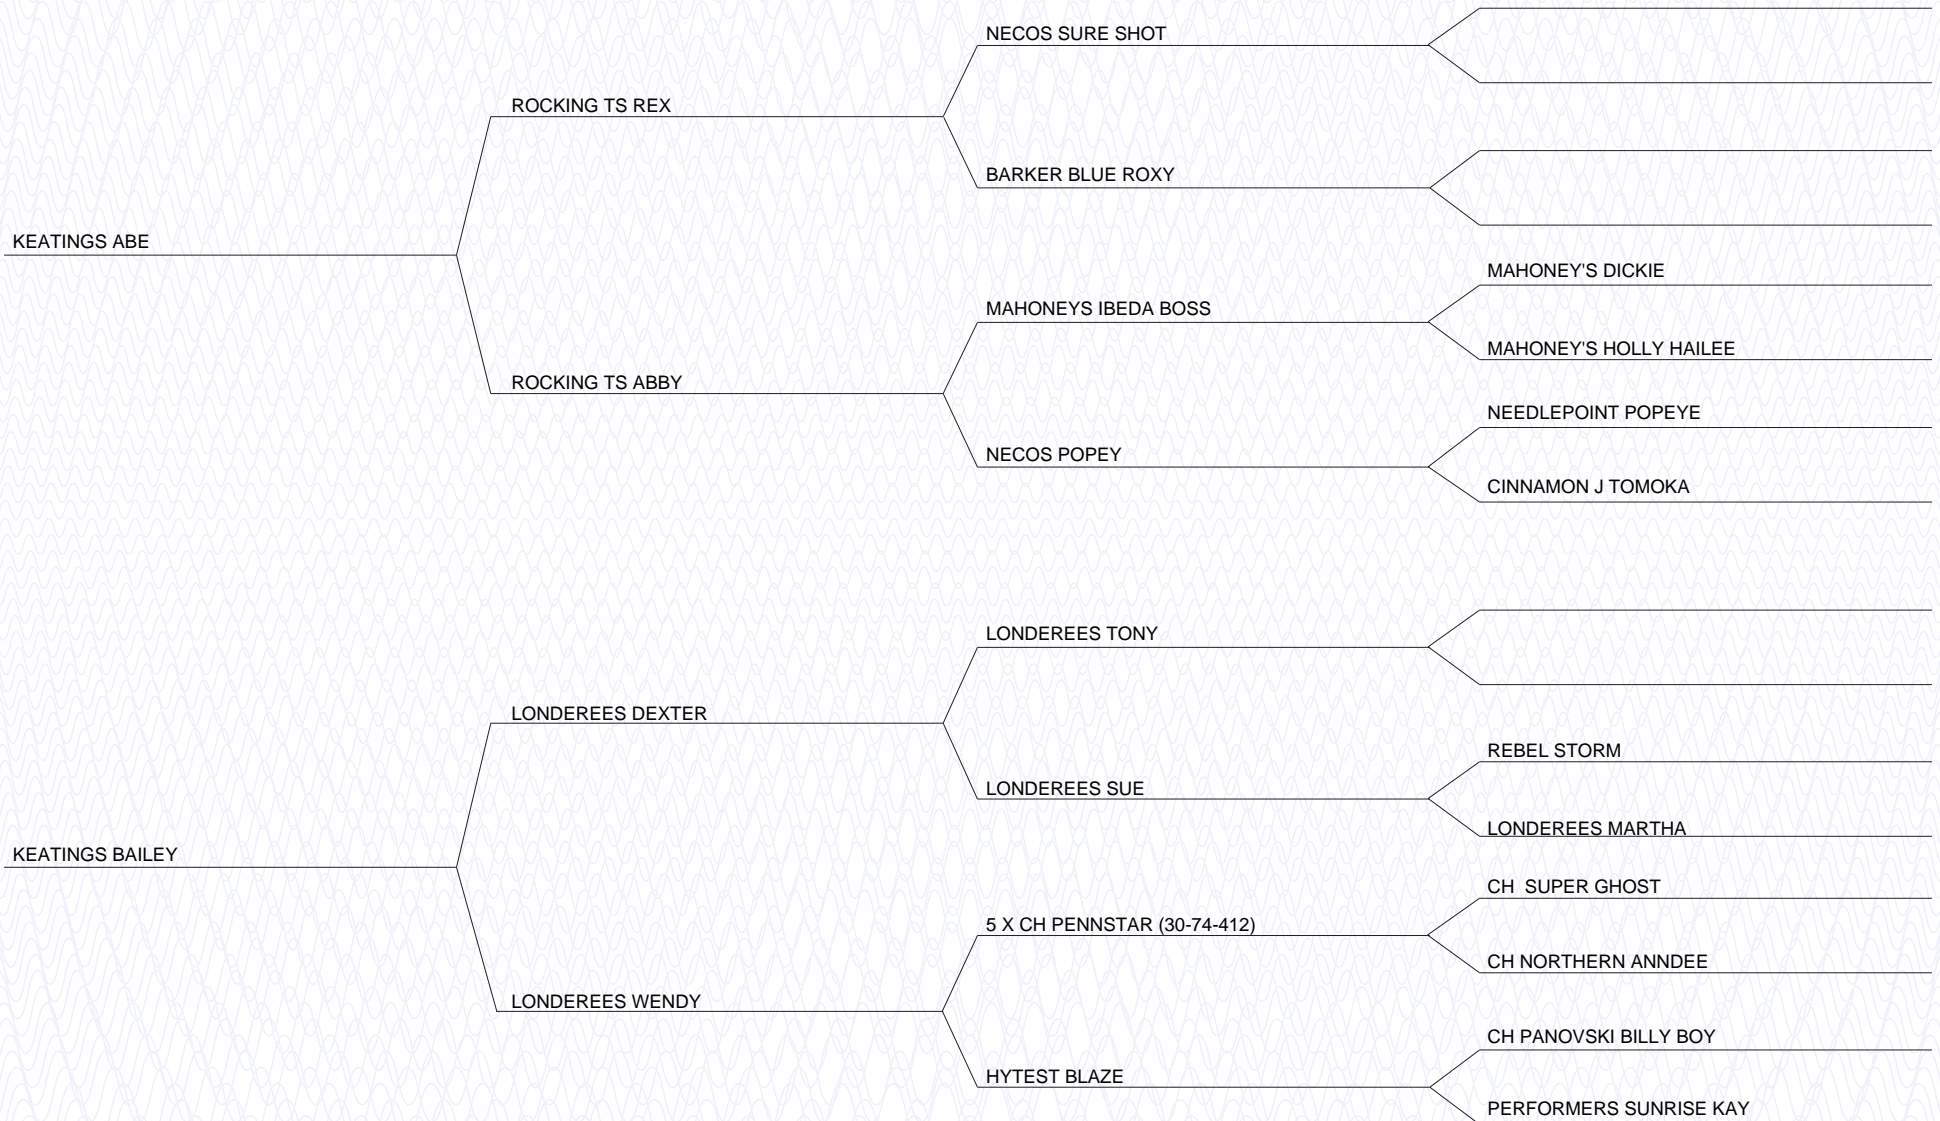 NECOS SURE SHOT
ROCKING TS REX
BARKER BLUE ROXY
KEATINGS ABE
MAHONEY'S DICKIE
MAHONEYS IBEDA BOSS
MAHONEY'S HOLLY HAILEE
ROCKING TS ABBY
NEEDLEPOINT POPEYE
NECOS POPEY
CINNAMON J TOMOKA
LONDEREES TONY
LONDEREES DEXTER
REBEL STORM
LONDEREES SUE
LONDEREES MARTHA
KEATINGS BAILEY
CH  SUPER GHOST
5 X CH PENNSTAR (30-74-412)
CH NORTHERN ANNDEE
LONDEREES WENDY
CH PANOVSKI BILLY BOY
HYTEST BLAZE
PERFORMERS SUNRISE KAY